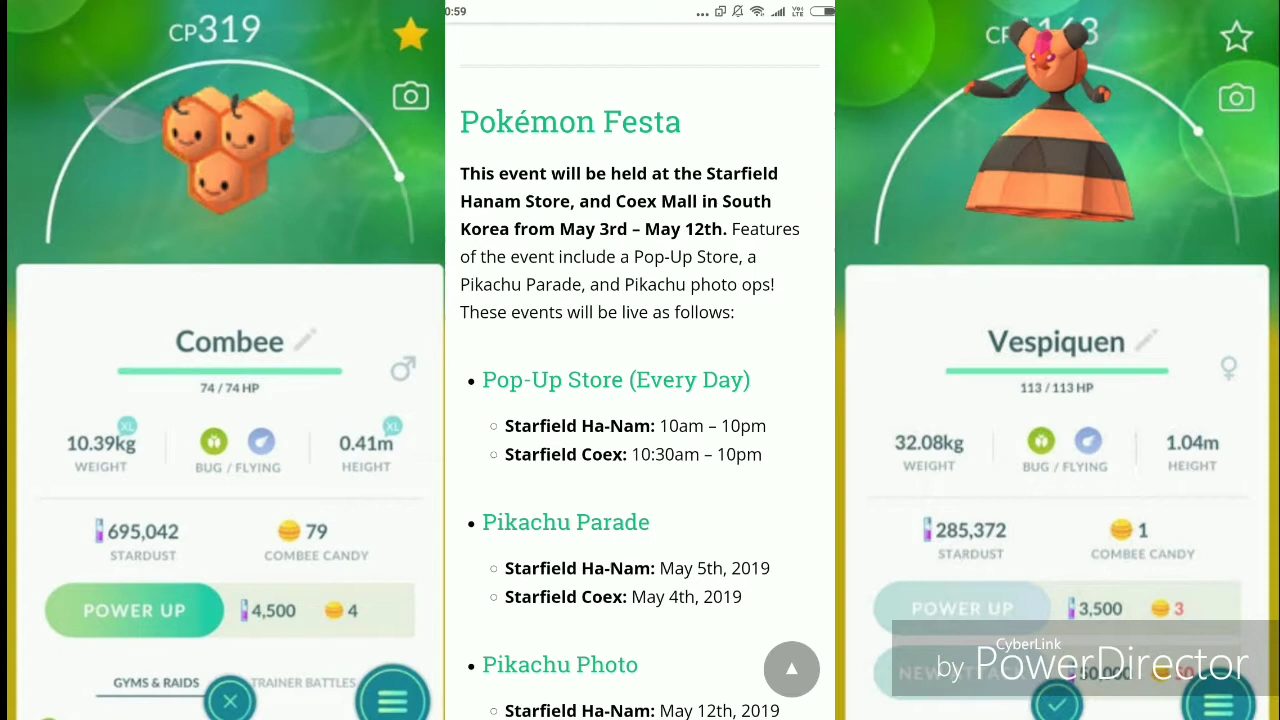 CP319
Combee
74 / 74 HP
XL
XL
10.39kg
0.41m
WEIGHT
BUG / FLYING
HEIGHT
695,042
79
STARDUST
COMBEE CANDY
POWER UP
4,500
4
GYMS & RAIDS
TRAINER BATTLES
0:59
Pokémon Festa
This event will be held at the Starfield
Hanam Store, and Coex Mall in South
Korea from May 3rd – May 12th. Features
of the event include a Pop-Up Store, a
Pikachu Parade, and Pikachu photo ops!
These events will be live as follows:
• Pop-Up Store (Every Day)
○ Starfield Ha-Nam: 10am – 10pm
○ Starfield Coex: 10:30am – 10pm
• Pikachu Parade
○ Starfield Ha-Nam: May 5th, 2019
○ Starfield Coex: May 4th, 2019
• Pikachu Photo
○ Starfield Ha-Nam: May 12th, 2019
Vespiquen
113 / 113 HP
32.08kg
1.04m
WEIGHT
BUG / FLYING
HEIGHT
285,372
1
STARDUST
COMBEE CANDY
POWER UP
3,500
3
CyberLink
by PowerDirector